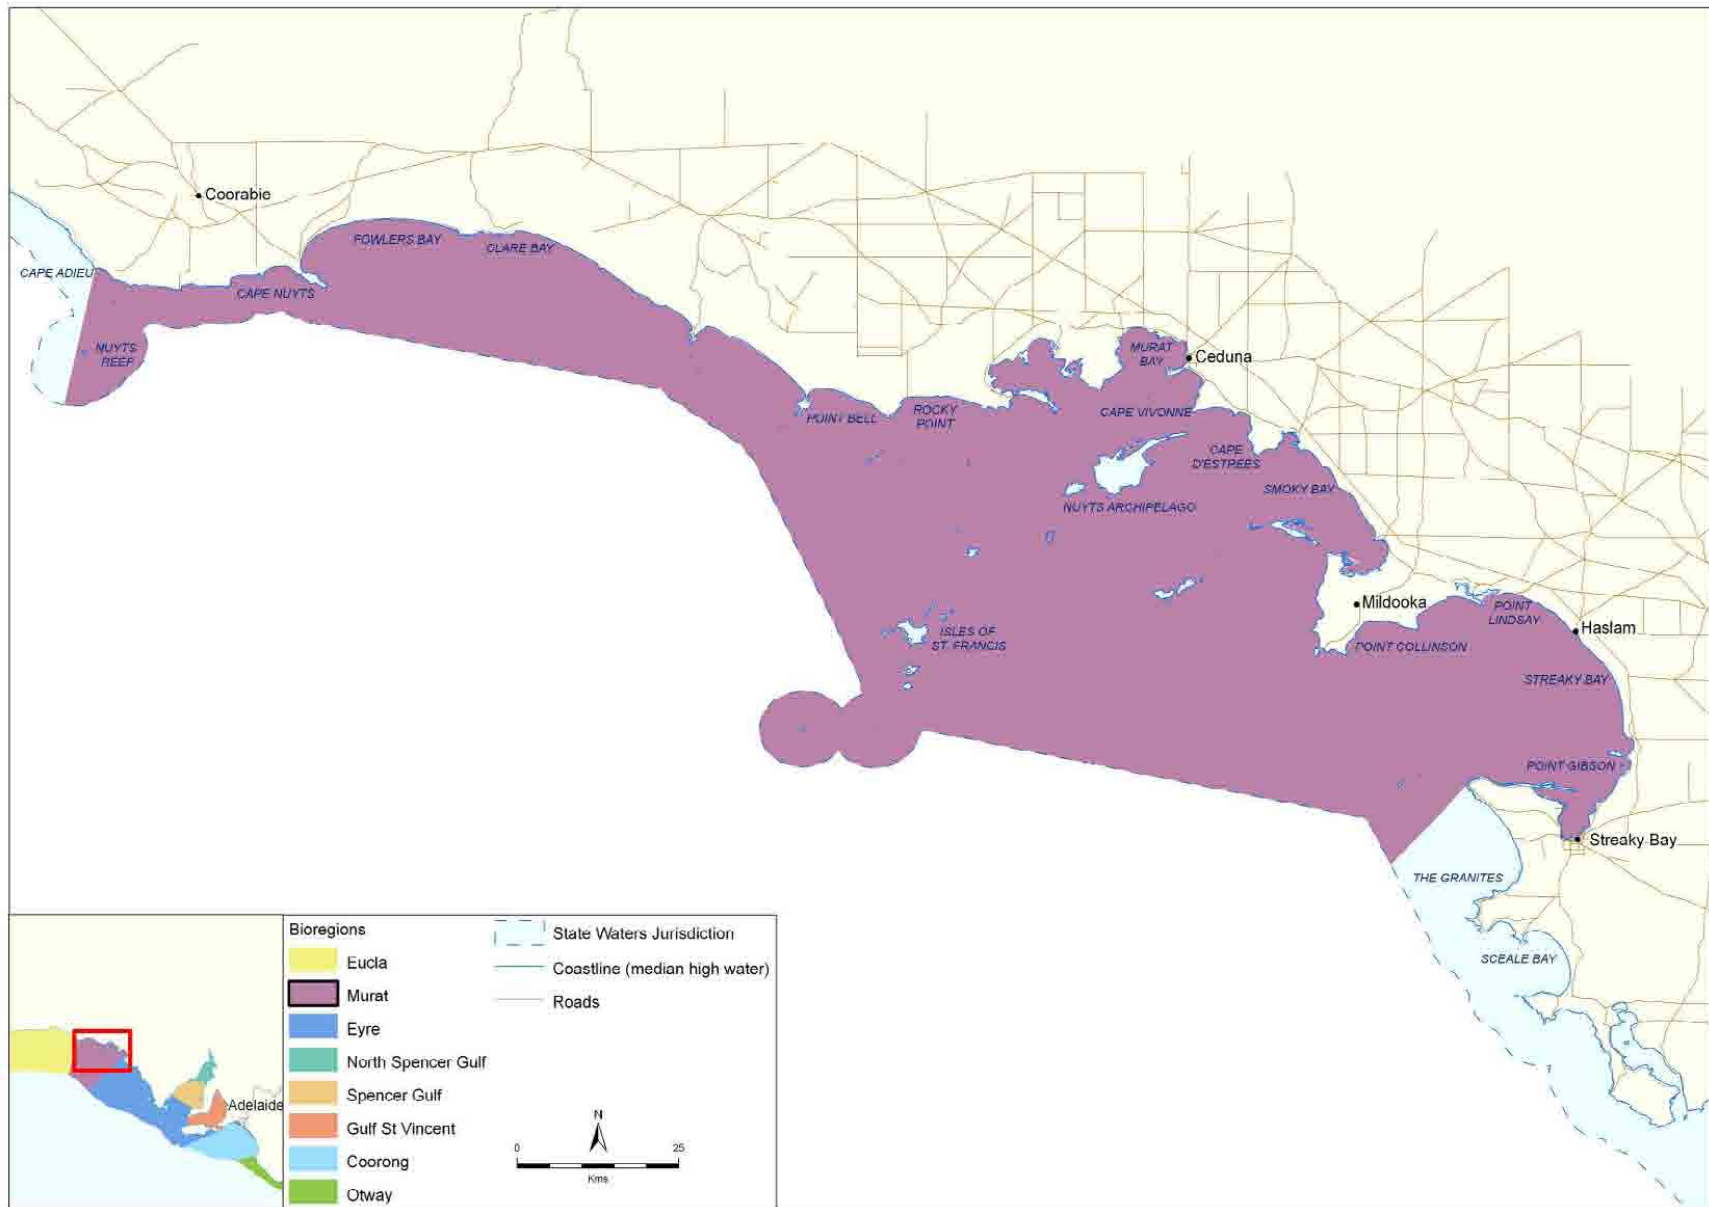 Coorabie
FOWLERS BAY
CLARE BAY
CAPE ADIEU
CAPE NUYTS
NUYTS
REEF
MURAT
BAY
Ceduna
POINT BELL
ROCKY
POINT
CAPE VIVONNE
CAPE
D'ESTREES
SMOKY BAY
NUYTS ARCHIPELAGO
Mildooka
POINT
LINDSAY
Haslam
ISLES OF
ST. FRANCIS
POINT COLLINSON
STREAKY BAY
POINT GIBSON
Streaky Bay
THE GRANITES
SCEALE BAY
Adelaide
Bioregions
Eucla
Murat
Eyre
North Spencer Gulf
Spencer Gulf
Gulf St Vincent
Coorong
Otway
State Waters Jurisdiction
Coastline (median high water)
Roads
N
0 25
Kms